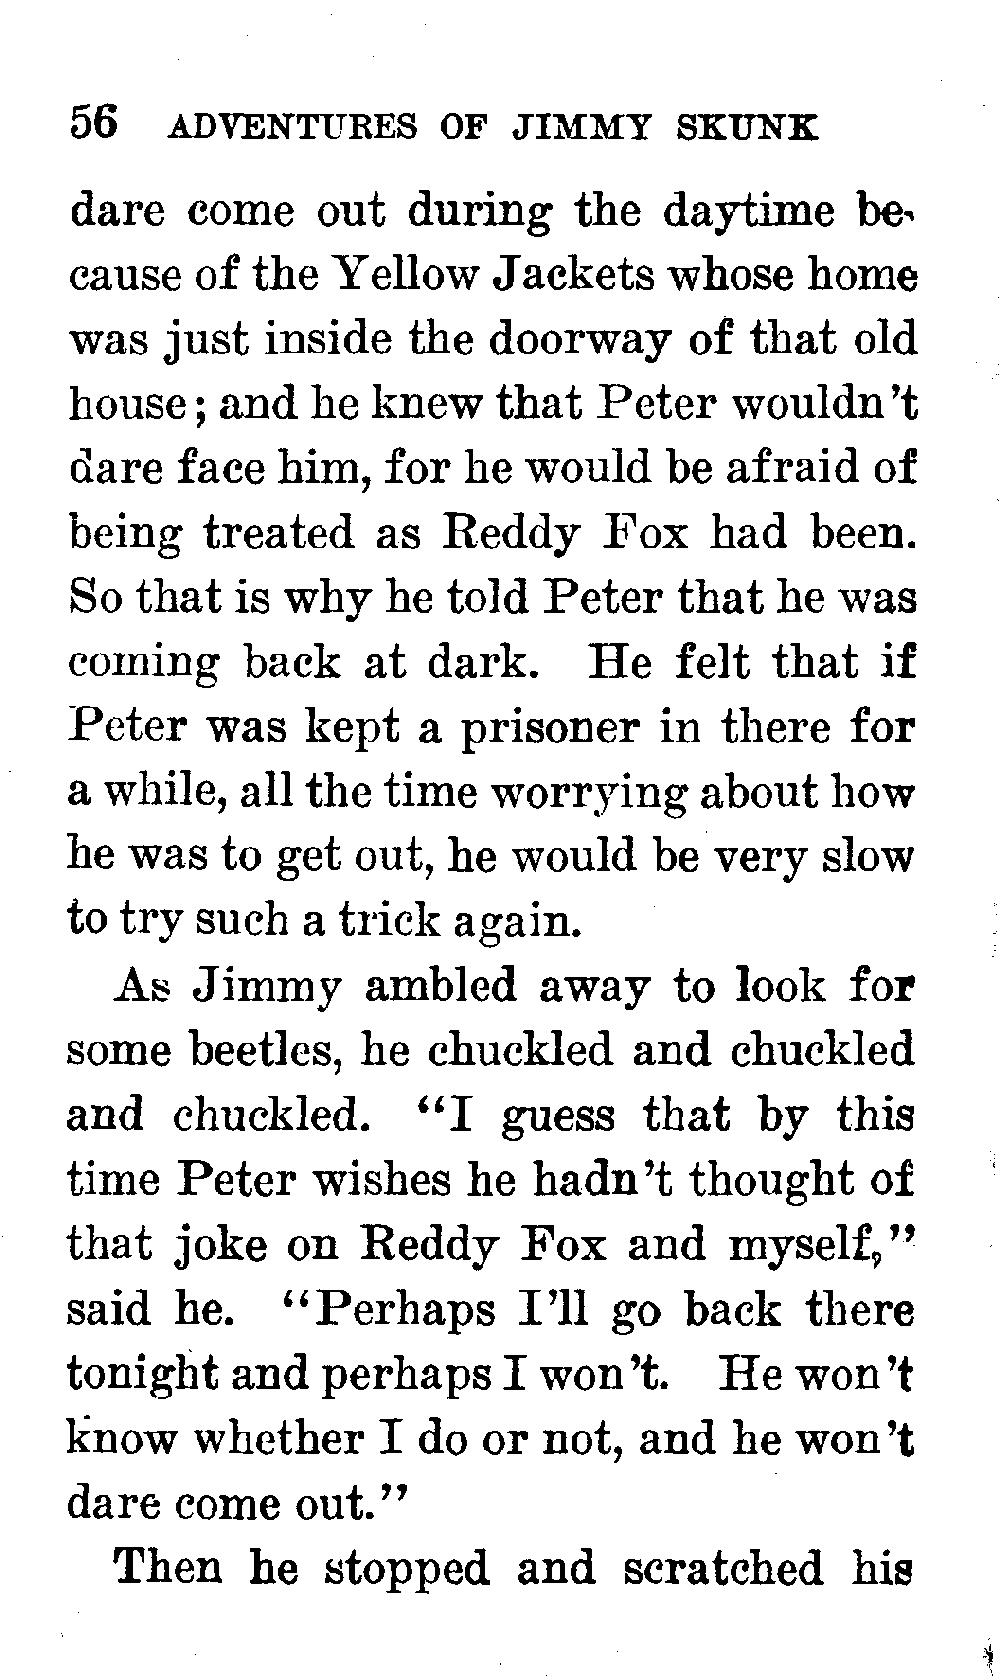 56 ADVENTURES OF JIMMY SKUNK
dare come out during the daytime be-
cause of the Yellow Jackets whose home
was just inside the doorway of that old
house; and he knew that Peter wouldn't
dare face him, for he would be afraid of
being treated as Reddy Fox had been.
So that is why he told Peter that he was
coming back at dark. He felt that if
Peter was kept a prisoner in there for
a while, all the time worrying about how
he was to get out, he would be very slow
to try such a trick again.
As Jimmy ambled away to look for
some beetles, he chuckled and chuckled
and chuckled. "I guess that by this
time Peter wishes he hadn't thought of
that joke on Reddy Fox and myself,"
said he. "Perhaps I'll go back there
tonight and perhaps I won't. He won't
know whether I do or not, and he won't
dare come out."
Then he stopped and scratched his